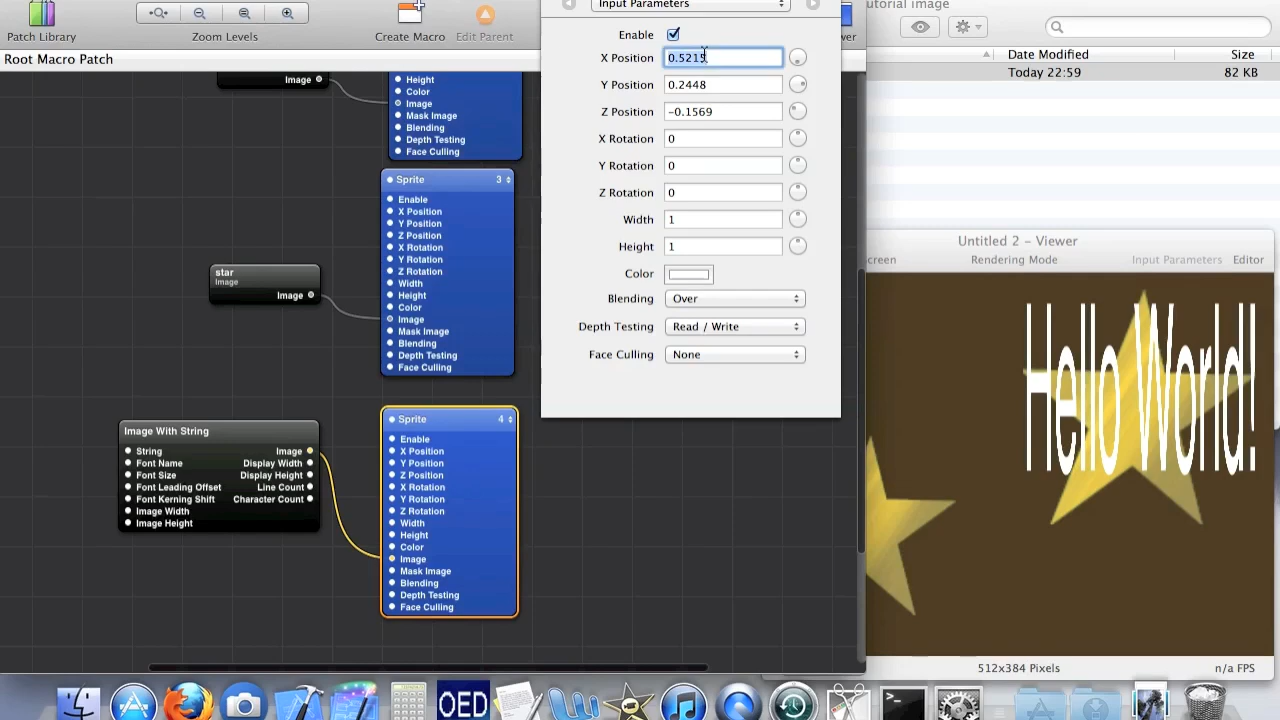 Input Parameters
utorial image
Patch Library
Zoom Levels
Create Macro
Edit Parent
Root Macro Patch
Enable
X Position 0.5215
Y Position 0.2448
Z Position −0.1569
X Rotation 0
Y Rotation 0
Z Rotation 0
Width 1
Height 1
Color
Blending Over
Depth Testing Read / Write
Face Culling None
Date Modified Size
Today 22:59 82 KB
Untitled 2 - Viewer
creen Rendering Mode Input Parameters Editor
Hello World!
512x384 Pixels n/a FPS
Image
Height
Color
Image
Mask Image
Blending
Depth Testing
Face Culling
Sprite 3
Enable
X Position
Y Position
Z Position
X Rotation
Y Rotation
Z Rotation
Width
Height
Color
Image
Mask Image
Blending
Depth Testing
Face Culling
star
Image
Image
Image With String
String Image
Font Name Display Width
Font Size Display Height
Font Leading Offset Line Count
Font Kerning Shift Character Count
Image Width
Image Height
Sprite 4
Enable
X Position
Y Position
Z Position
X Rotation
Y Rotation
Z Rotation
Width
Height
Color
Image
Mask Image
Blending
Depth Testing
Face Culling
OED